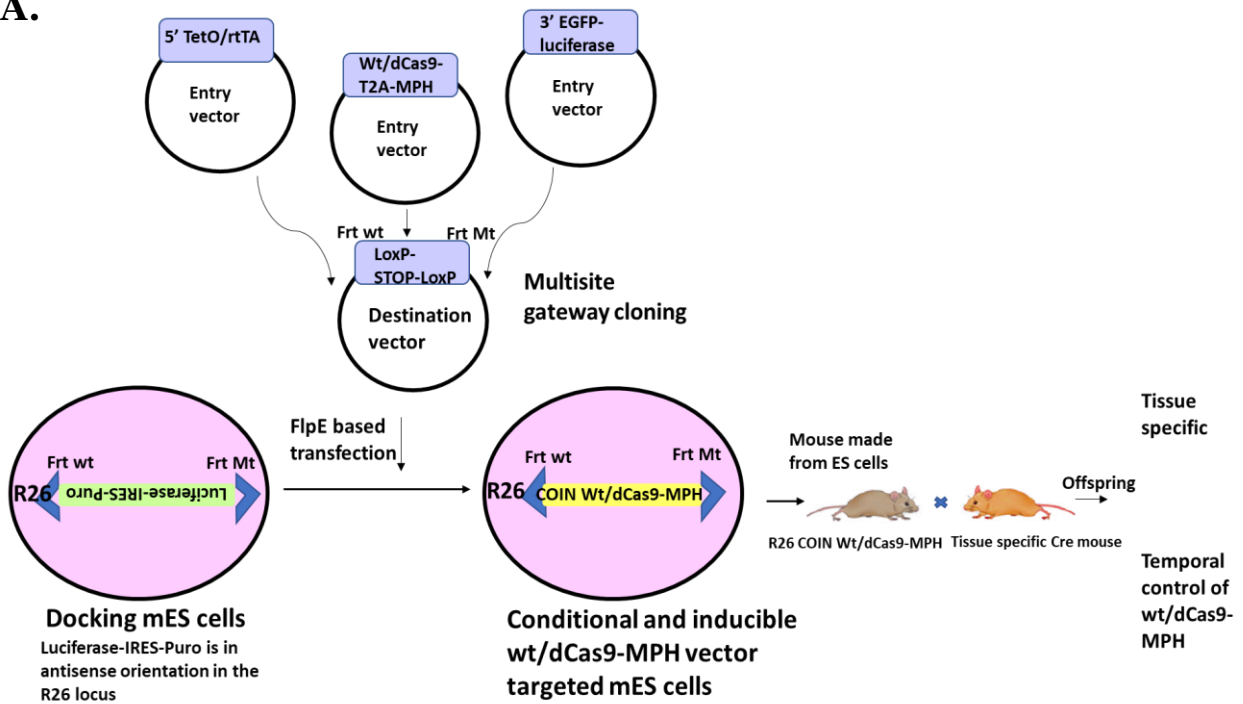 A.
5’ TetO/rtTA
Entry
vector
Wt/dCas9-
T2A-MPH
Entry
vector
3’ EGFP-
luciferase
Entry
vector
Frt wt
Frt Mt
LoxP-
STOP-LoxP
Destination
vector
Multisite
gateway cloning
FlpE based
transfection
Frt wt
Frt Mt
R26
Luciferase-IRES-Puro
Docking mES cells
Luciferase-IRES-Puro is in
antisense orientation in the
R26 locus
Frt wt
Frt Mt
R26
COIN Wt/dCas9-MPH
Conditional and inducible
wt/dCas9-MPH vector
targeted mES cells
Mouse made
from ES cells
R26 COIN Wt/dCas9-MPH
Tissue specific Cre mouse
Offspring
Tissue
specific
Temporal
control of
wt/dCas9-
MPH